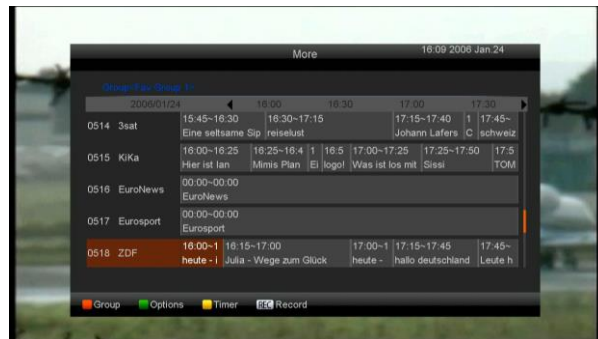 More 16:09 2006 Jan.24
Group:Fav Group 1~
2006/01/24 16:00 16:30 17:00 17:30
0514 3sat
15:45~16:30 16:30~17:15 17:15~17:40 1 17:45~
Eine seltsame Sip reiselust Johann Lafers C schweiz
0515 KiKa
16:00~16:25 16:25~16:4 1 16:5 17:00~17:25 17:25~17:50 17:5
Hier ist Ian Mimis Plan Ei logo! Was ist los mit Sissi TOM
0516 EuroNews
00:00~00:00
EuroNews
0517 Eurosport
00:00~00:00
Eurosport
0518 ZDF
16:00~1 16:15~17:00 17:00~1 17:15~17:45 17:45~
heute - i Julia - Wege zum Glück heute - hallo deutschland Leute h
Group Options Timer REC Record